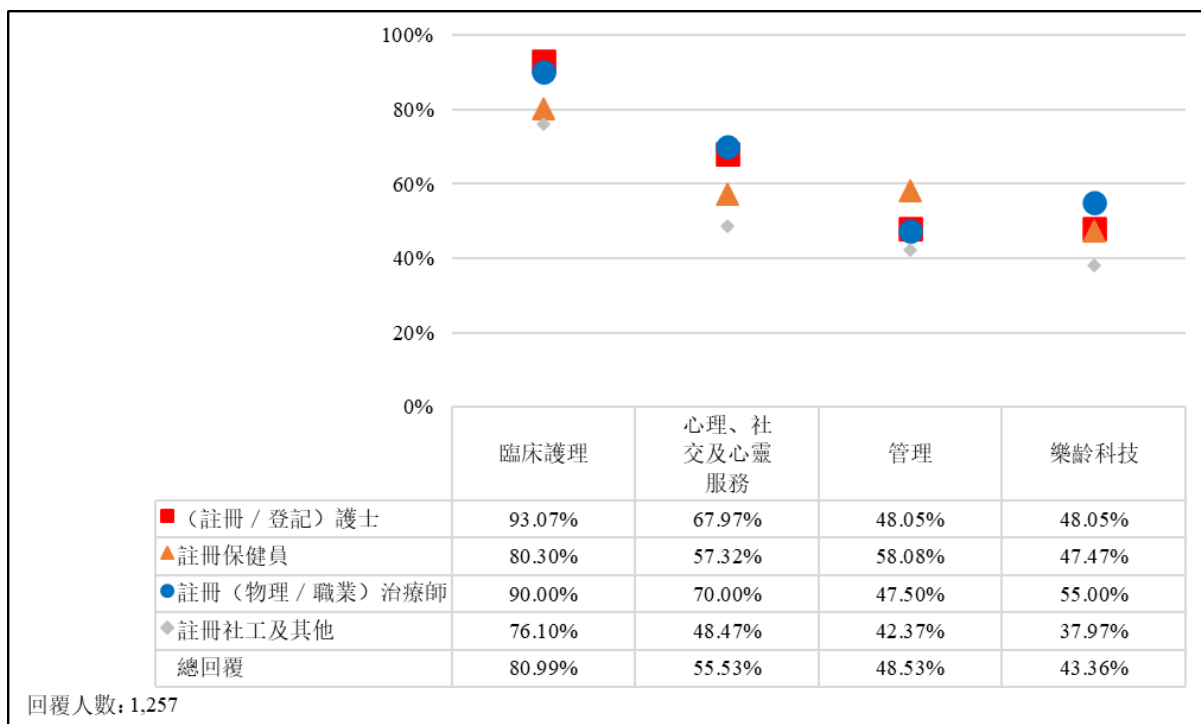 100%
80%
60%
40%
20%
0%
臨床護理 心理、社 管理 樂齡科技
交及心靈
服務
（註冊／登記）護士 93.07% 67.97% 48.05% 48.05%
註冊保健員 80.30% 57.32% 58.08% 47.47%
註冊（物理／職業）治療師 90.00% 70.00% 47.50% 55.00%
註冊社工及其他 76.10% 48.47% 42.37% 37.97%
總回覆 80.99% 55.53% 48.53% 43.36%
回覆人數: 1,257